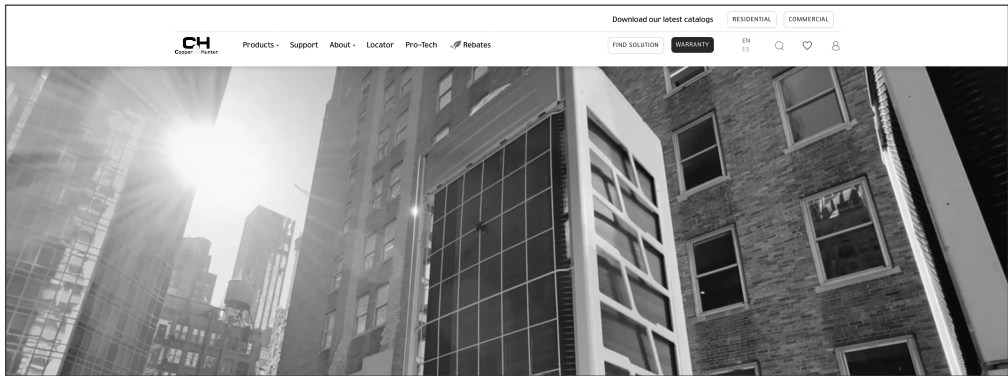 Download our latest catalogs RESIDENTIAL COMMERCIAL
CH
Cooper Hunter
Products Support About Locator Pro-Tech Rebates FIND SOLUTION WARRANTY EN
ES